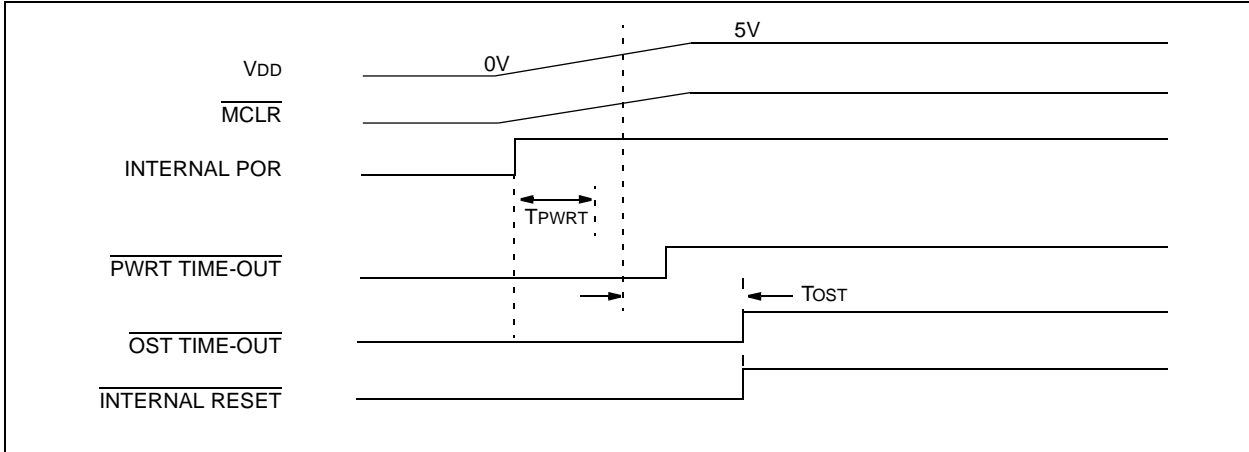 5V
0V
VDD
MCLR
INTERNAL POR
TPWRT
PWRT TIME-OUT
TOST
OST TIME-OUT
INTERNAL RESET